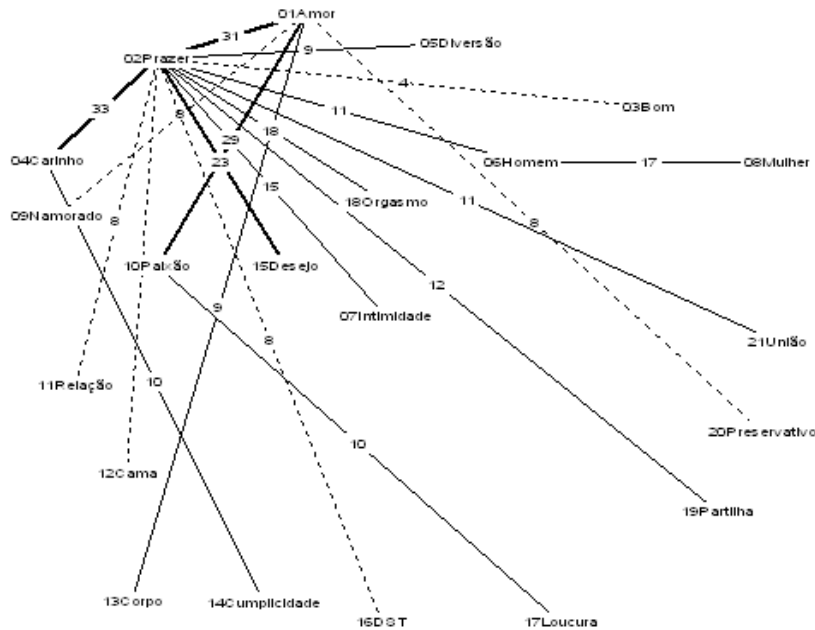 01Amor
31
9
05Diversão
02Prazer
4
03Bom
33
8
11
18
29
04Carinho
23
06Homem
17
08Mulher
15
18Orgasmo
11
09Namorado
8
8
10Paixão
15Desejo
12
9
07Intimidade
8
21União
11Relação
10
20Preservativo
10
12Cama
19Partilha
13Corpo
14Cumplicidade
16DST
17Loucura